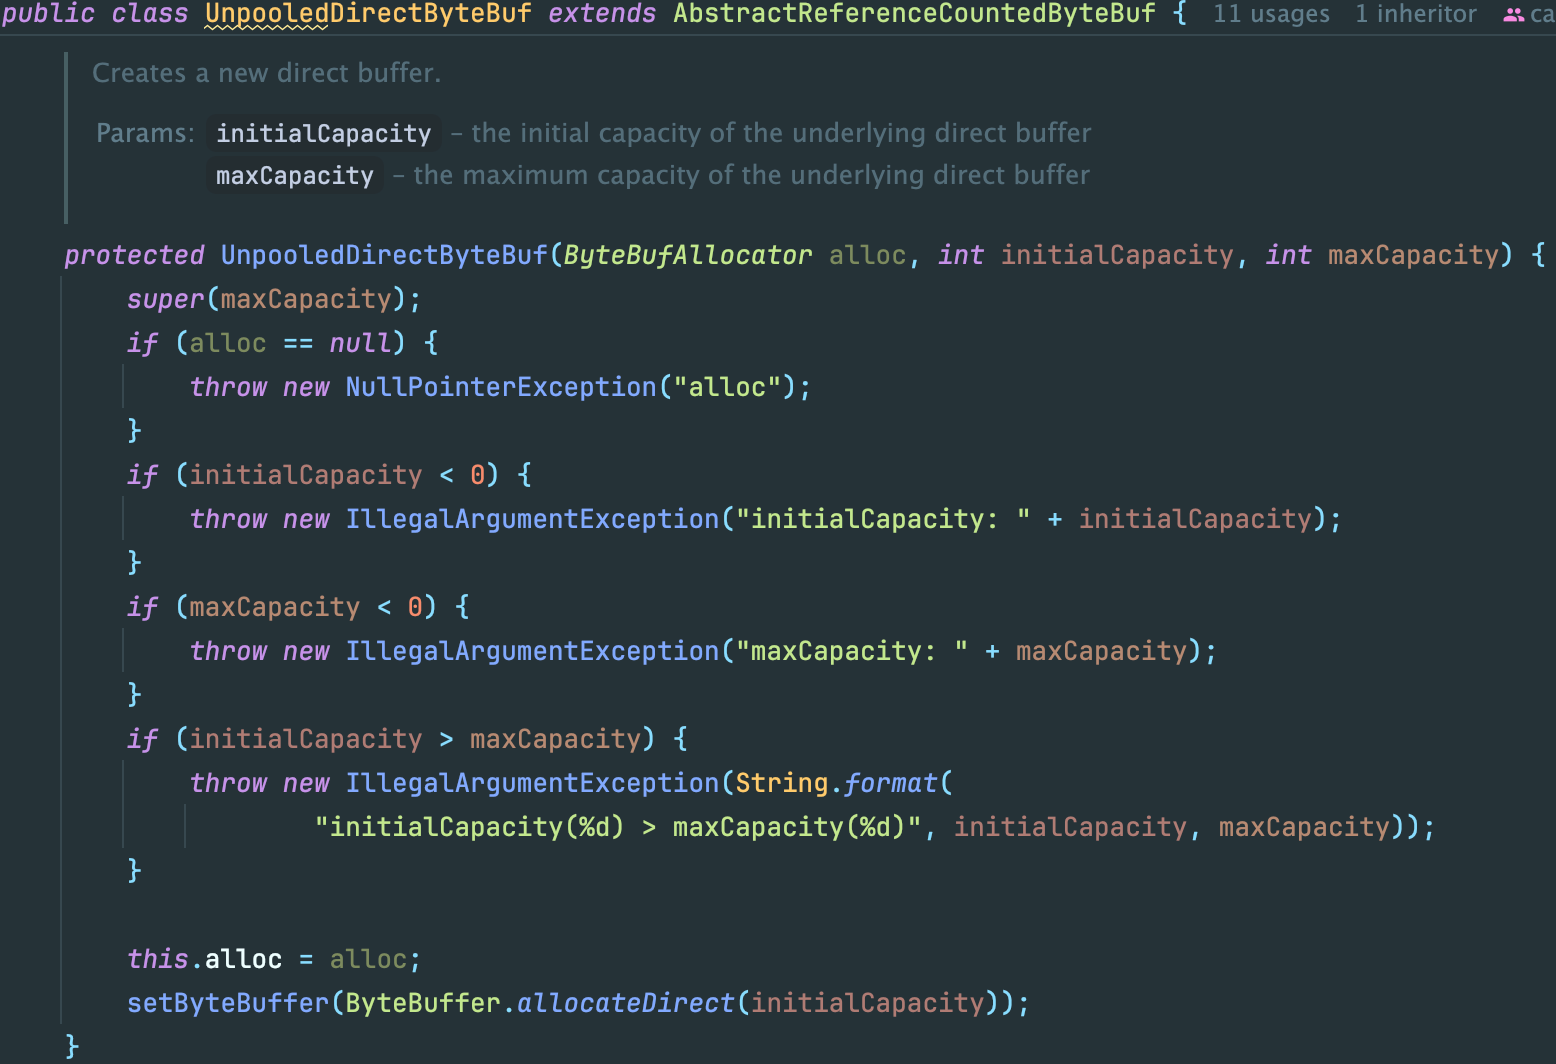 public class UnpooledDirectByteBuf extends AbstractReferenceCountedByteBuf { 11 usages 1 inheritor ca
Creates a new direct buffer.
Params: initialCapacity – the initial capacity of the underlying direct buffer
maxCapacity – the maximum capacity of the underlying direct buffer
protected UnpooledDirectByteBuf(ByteBufAllocator alloc, int initialCapacity, int maxCapacity) {
super(maxCapacity);
if (alloc == null) {
throw new NullPointerException("alloc");
}
if (initialCapacity < 0) {
throw new IllegalArgumentException("initialCapacity: " + initialCapacity);
}
if (maxCapacity < 0) {
throw new IllegalArgumentException("maxCapacity: " + maxCapacity);
}
if (initialCapacity > maxCapacity) {
throw new IllegalArgumentException(String.format(
"initialCapacity(%d) > maxCapacity(%d)", initialCapacity, maxCapacity));
}
this.alloc = alloc;
setByteBuffer(ByteBuffer.allocateDirect(initialCapacity));
}